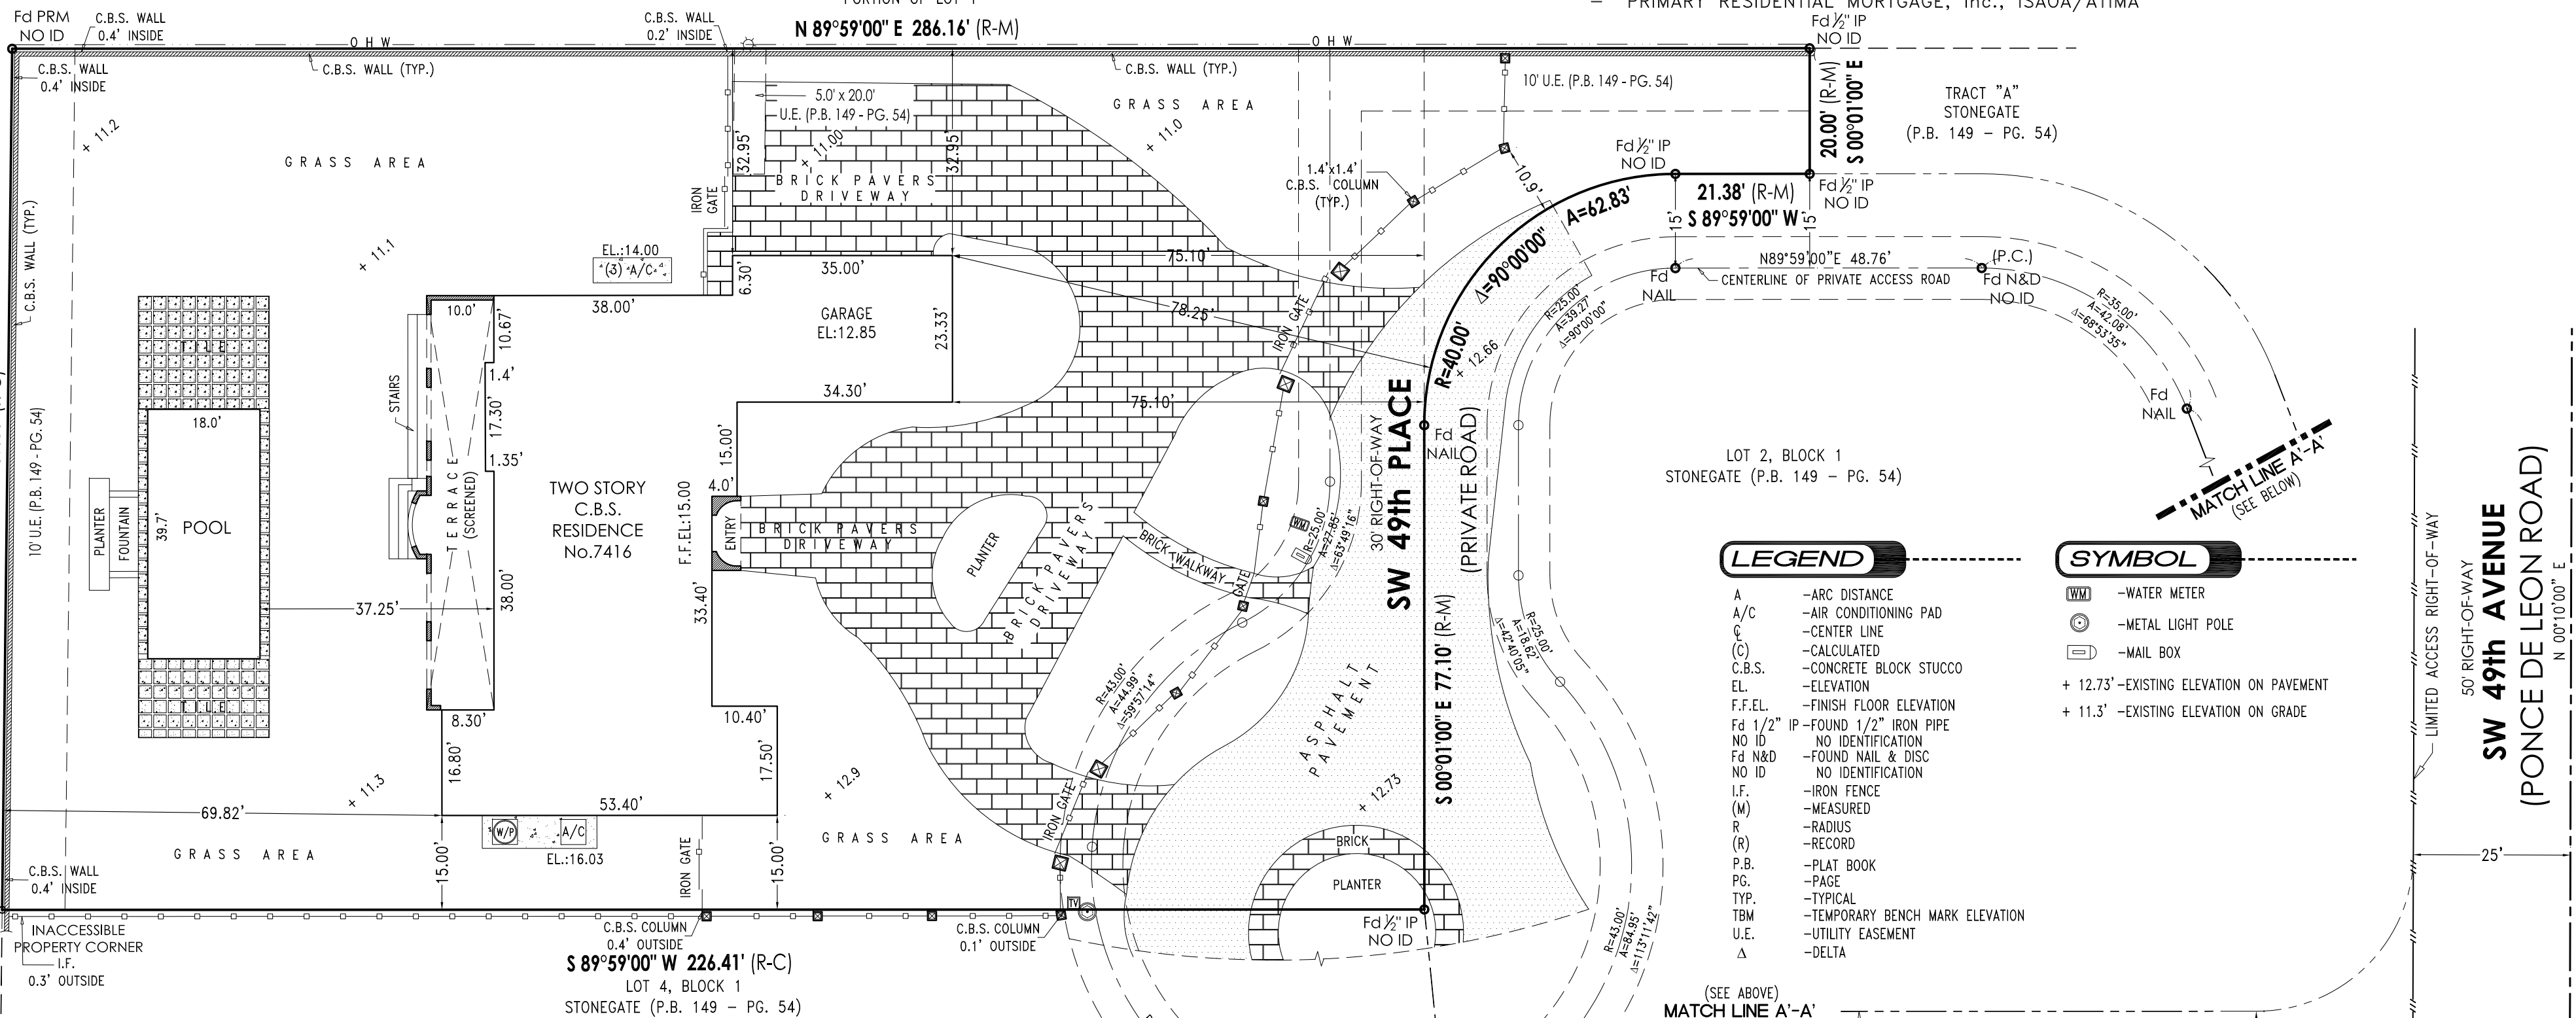 PRIMARY RESIDENTIAL MORTGAGE, Inc., ISAOA/ATIMA
Fd PRM
NO ID
C.B.S. WALL
0.4' INSIDE
C.B.S. WALL
0.2' INSIDE
N 89°59'00" E 286.16' (R-M)
Fd ½" IP
NO ID
O H W
O H W
C.B.S. WALL
0.4' INSIDE
C.B.S. WALL (TYP.)
C.B.S. WALL (TYP.)
10' U.E. (P.B. 149 - PG. 54)
20.00' (R-M)
S 00°01'00" E
TRACT "A"
STONEGATE
(P.B. 149 - PG. 54)
+ 11.2
GRASS AREA
5.0' x 20.0'
U.E. (P.B. 149 - PG. 54)
+ 11.00
32.95'
32.95'
GRASS AREA
+ 11.0
BRICK PAVERS
DRIVEWAY
IRON
GATE
1.4'x1.4'
C.B.S. COLUMN
(TYP.)
10.9'
Fd ½" IP
NO ID
21.38' (R-M)
S 89°59'00" W
Fd ½" IP
NO ID
15'
15'
A=62.83'
Δ=90°00'00"
R=40.00'
C.B.S. WALL (TYP.)
+ 11.1
EL.:14.00
(3) A/C
6.30'
35.00'
75.10'
78.25'
N89°59'00"E 48.76'
(P.C.)
CENTERLINE OF PRIVATE ACCESS ROAD
Fd
NAIL
Fd N&D
NO ID
R=25.00'
A=39.27'
Δ=90°00'00"
R=35.00'
A=42.08'
Δ=68°53'35"
10.0'
10.67'
38.00'
GARAGE
EL:12.85
23.33'
IRON GATE
+ 12.66
TILE
STAIRS
1.4'
17.30'
1.35'
34.30'
75.10'
15.00'
4.0'
30' RIGHT-OF-WAY
SW 49th PLACE
(PRIVATE ROAD)
Fd
NAIL
Fd
NAIL
MATCH LINE A'-A'
(SEE BELOW)
10' U.E. (P.B. 149 - PG. 54)
18.0'
39.7'
POOL
PLANTER
FOUNTAIN
TERRACE
(SCREENED)
TWO STORY
C.B.S.
RESIDENCE
No.7416
F.F.EL:15.00
ENTRY
BRICK PAVERS
DRIVEWAY
PLANTER
BRICK PAVERS
DRIVEWAY
BRICK WALKWAY
WM
R=25.00'
A=27.85'
Δ=63°49'16"
GATE
LOT 2, BLOCK 1
STONEGATE (P.B. 149 - PG. 54)
37.25'
38.00'
33.40'
R=43.00'
A=44.99'
Δ=59°57'14"
R=25.00'
A=18.62'
Δ=42°40'05"
S 00°01'00" E 77.10' (R-M)
ASPHALT
PAVEMENT
+ 12.73
TILE
8.30'
16.80'
10.40'
17.50'
53.40'
69.82'
+ 11.3
+ 12.9
GRASS AREA
GRASS AREA
W/P
A/C
EL.:16.03
IRON GATE
IRON GATE
15.00'
15.00'
BRICK
PLANTER
C.B.S. WALL
0.4' INSIDE
TV
INACCESSIBLE
PROPERTY CORNER
I.F.
0.3' OUTSIDE
C.B.S. COLUMN
0.4' OUTSIDE
C.B.S. COLUMN
0.1' OUTSIDE
Fd ½" IP
NO ID
R=43.00'
A=84.95'
Δ=113°11'42"
S 89°59'00" W 226.41' (R-C)
LOT 4, BLOCK 1
STONEGATE (P.B. 149 - PG. 54)
LEGEND
A -ARC DISTANCE
A/C -AIR CONDITIONING PAD
℄ -CENTER LINE
(C) -CALCULATED
C.B.S. -CONCRETE BLOCK STUCCO
EL. -ELEVATION
F.F.EL. -FINISH FLOOR ELEVATION
Fd 1/2" IP -FOUND 1/2" IRON PIPE
NO ID NO IDENTIFICATION
Fd N&D -FOUND NAIL & DISC
NO ID NO IDENTIFICATION
I.F. -IRON FENCE
(M) -MEASURED
R -RADIUS
(R) -RECORD
P.B. -PLAT BOOK
PG. -PAGE
TYP. -TYPICAL
TBM -TEMPORARY BENCH MARK ELEVATION
U.E. -UTILITY EASEMENT
Δ -DELTA
SYMBOL
WM -WATER METER
-METAL LIGHT POLE
-MAIL BOX
+ 12.73' -EXISTING ELEVATION ON PAVEMENT
+ 11.3' -EXISTING ELEVATION ON GRADE
LIMITED ACCESS RIGHT-OF-WAY
50' RIGHT-OF-WAY
SW 49th AVENUE
(PONCE DE LEON ROAD)
N 00°10'00" E
25'
(SEE ABOVE)
MATCH LINE A'-A'